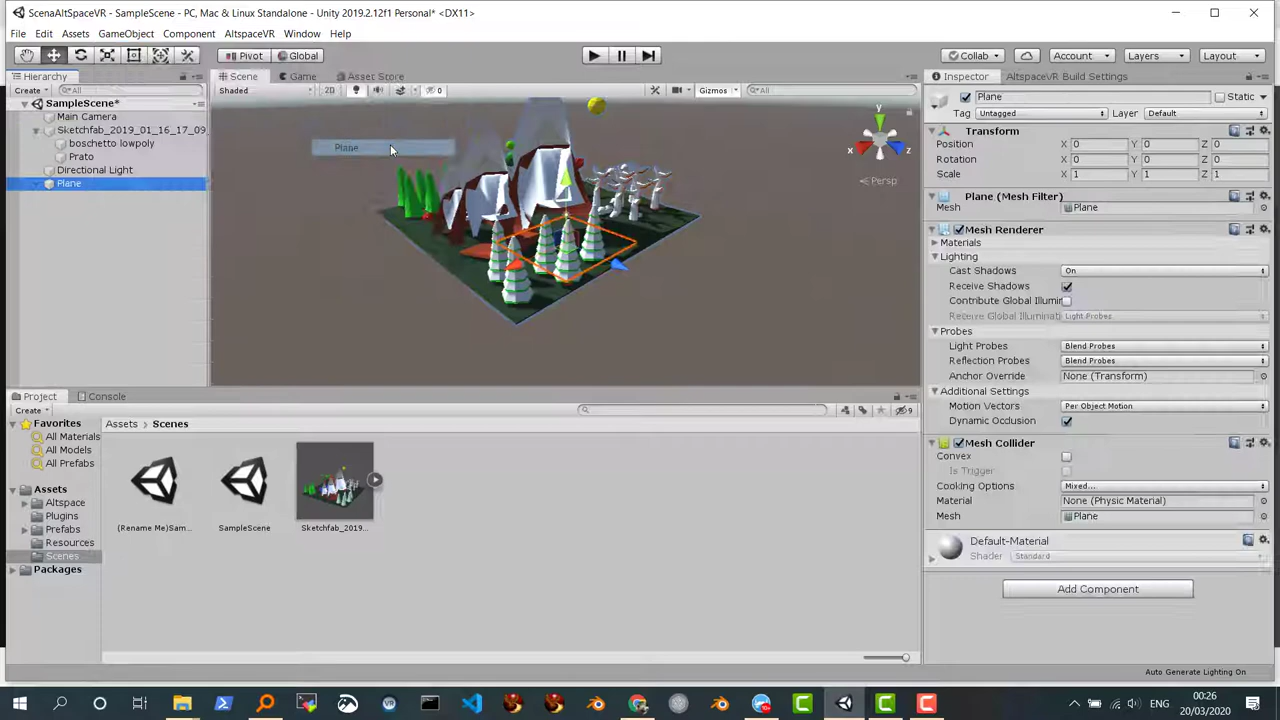 ScenaAltSpaceVR - SampleScene - PC, Mac & Linux Standalone - Unity 2019.2.12f1 Personal* <DX11>
File Edit Assets GameObject Component AltspaceVR Window Help
Pivot Global Collab Account Layers Layout
Hierarchy Scene Game Asset Store Inspector AltspaceVR Build Settings
Create All Shaded 2D 0 Gizmos All
Plane Static
SampleScene*
Tag Untagged Layer Default
Main Camera
Sketchfab_2019_01_16_17_09_
boschetto lowpoly
Prato
Directional Light
Plane
Plane
y
x
z
Persp
Transform
Position X 0 Y 0 Z 0
Rotation X 0 Y 0 Z 0
Scale X 1 Y 1 Z 1
Plane (Mesh Filter)
Mesh Plane
Mesh Renderer
Materials
Lighting
Cast Shadows On
Receive Shadows
Contribute Global Illumin
Receive Global Illuminati Light Probes
Probes
Light Probes Blend Probes
Reflection Probes Blend Probes
Anchor Override None (Transform)
Additional Settings
Motion Vectors Per Object Motion
Dynamic Occlusion
Mesh Collider
Convex
Is Trigger
Cooking Options Mixed...
Material None (Physic Material)
Mesh Plane
Default-Material
Shader Standard
Add Component
Project Console
Create 9
Favorites
All Materials
All Models
All Prefabs
Assets
Altspace
Plugins
Prefabs
Resources
Scenes
Packages
Assets > Scenes
(Rename Me)Sam... SampleScene Sketchfab_2019...
Auto Generate Lighting On
00:26
20/03/2020